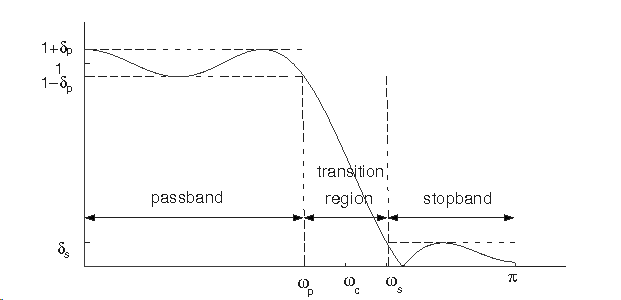 1+δp
1
1−δp
transition
passband
region
stopband
δs
ωp
ωc
ωs
π